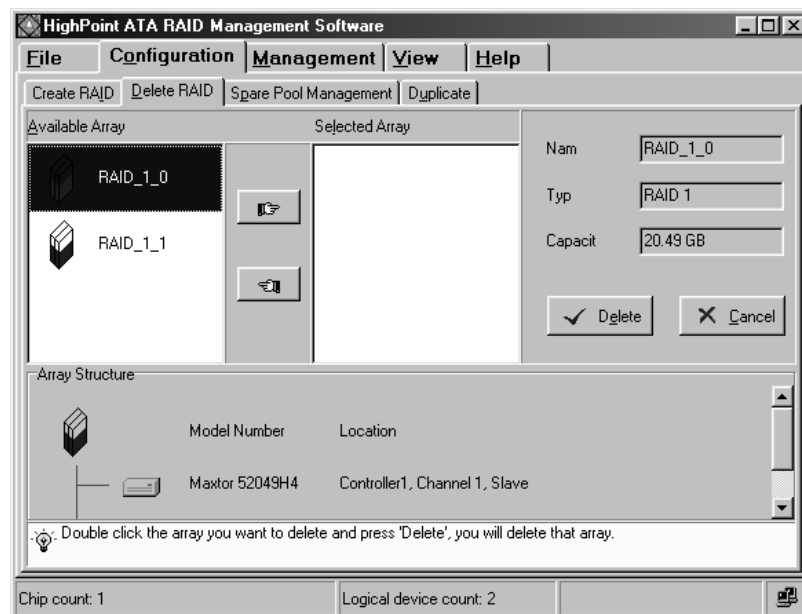 HighPoint ATA RAID Management Software
File Configuration Management View Help
Create RAID Delete RAID Spare Pool Management Duplicate
Available Array Selected Array
RAID_1_0
RAID_1_1
Nam RAID_1_0
Typ RAID 1
Capacit 20.49 GB
Delete Cancel
Array Structure
Model Number Location
Maxtor 52049H4 Controller1, Channel 1, Slave
Double click the array you want to delete and press 'Delete', you will delete that array.
Chip count: 1 Logical device count: 2